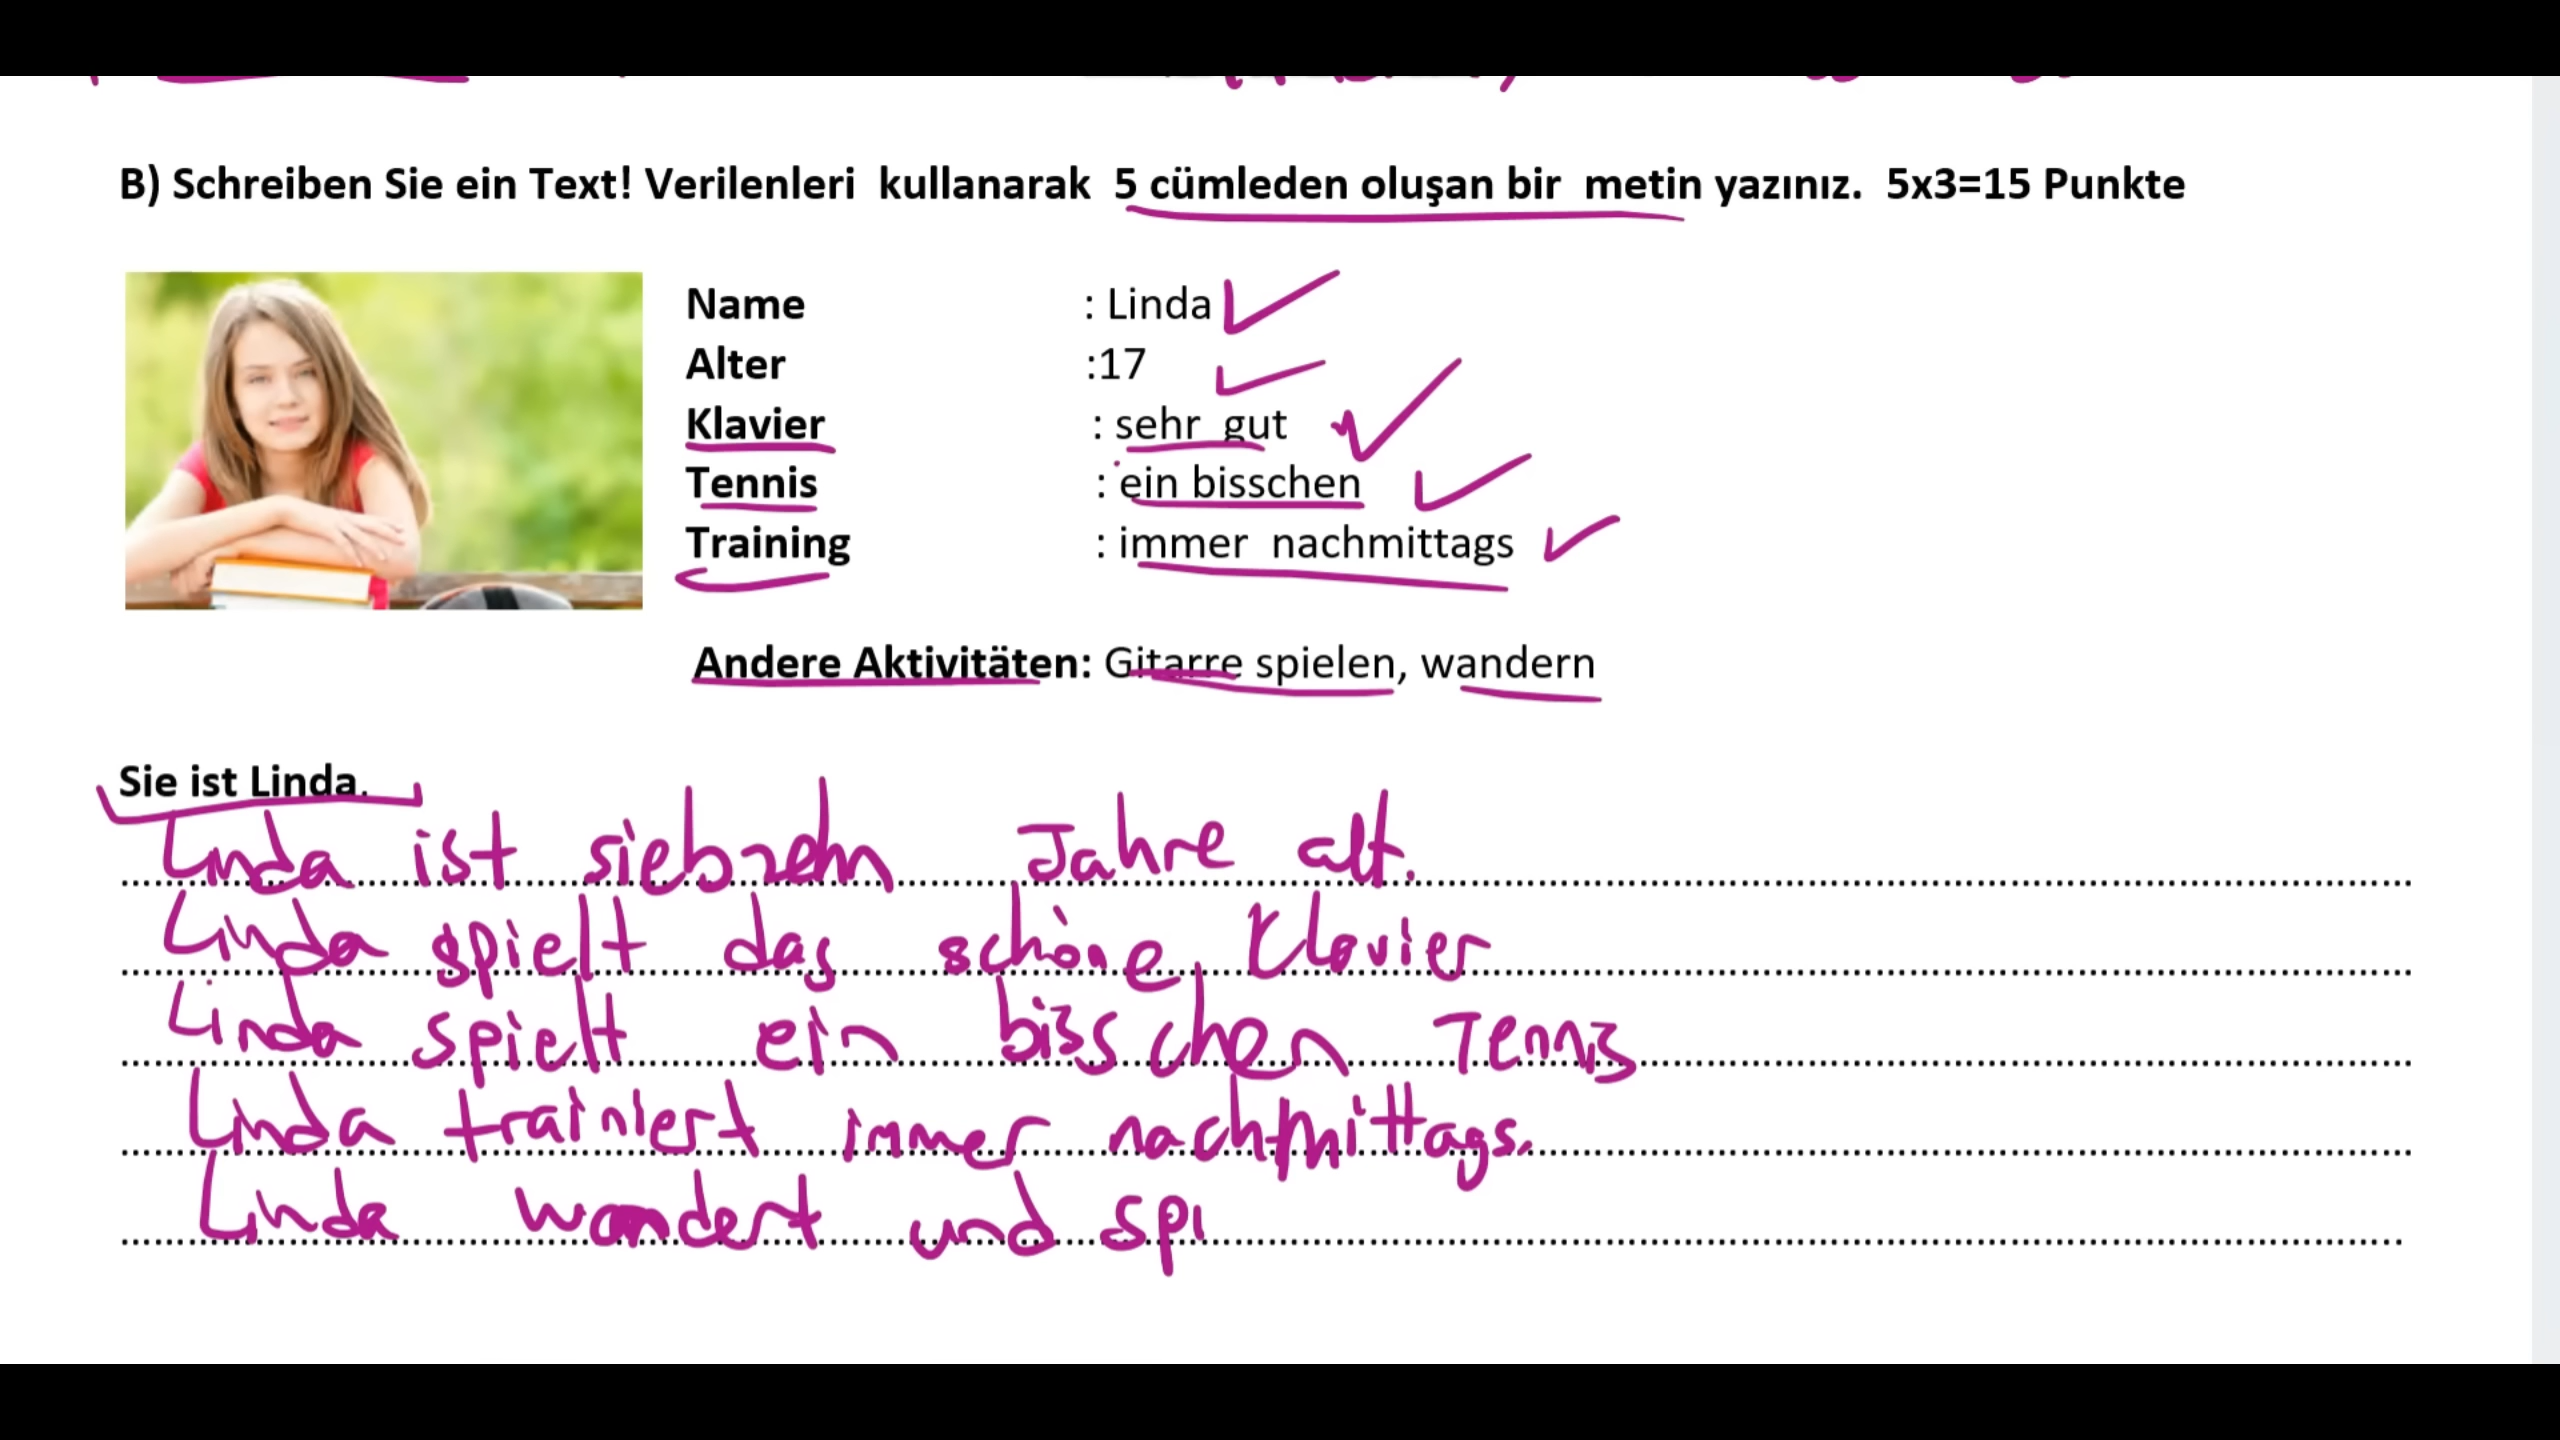 B) Schreiben Sie ein Text! Verilenleri kullanarak 5 cümleden oluşan bir metin yazınız. 5x3=15 Punkte
Name : Linda
Alter :17
Klavier : sehr gut
Tennis : ein bisschen
Training : immer nachmittags
Andere Aktivitäten: Gitarre spielen, wandern
Sie ist Linda.
Linda ist siebzehn Jahre alt.
Linda spielt das schöne Klavier
Linda spielt ein bisschen Tennis
Linda trainiert immer nachmittags.
Linda wandert und spi